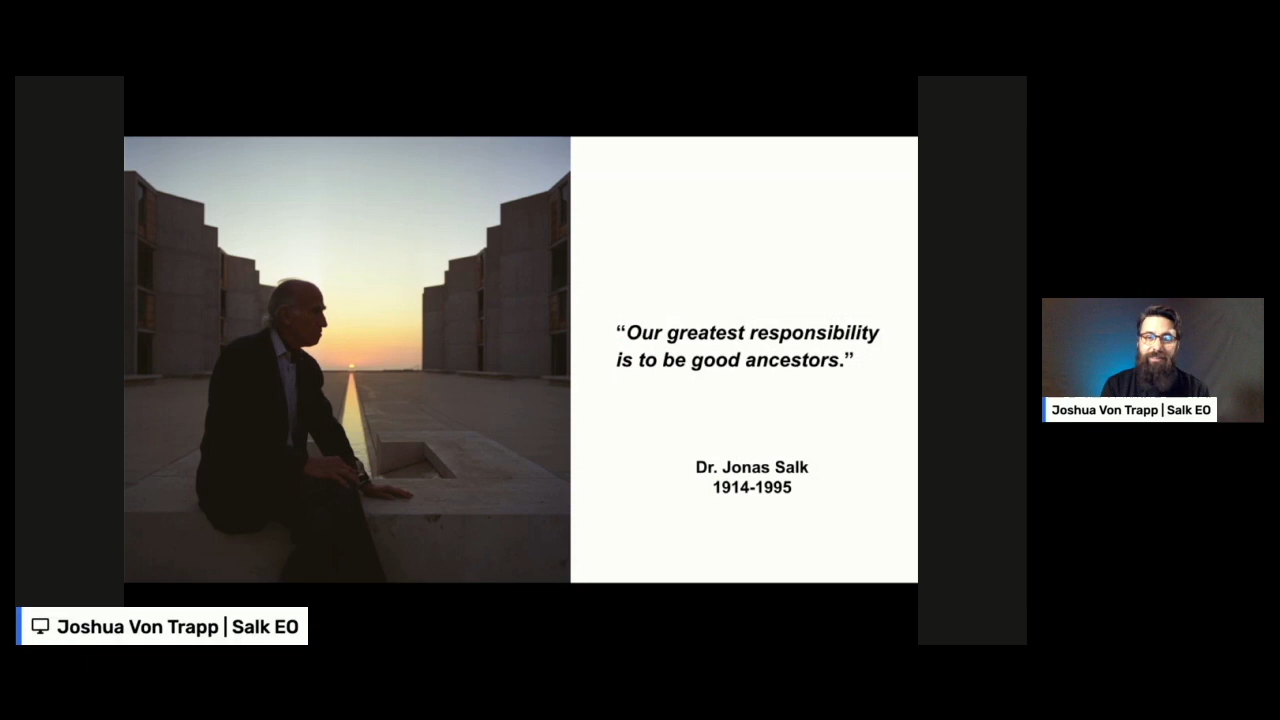 “Our greatest responsibility
is to be good ancestors.”
Dr. Jonas Salk
1914-1995
Joshua Von Trapp | Salk EO
Joshua Von Trapp | Salk EO